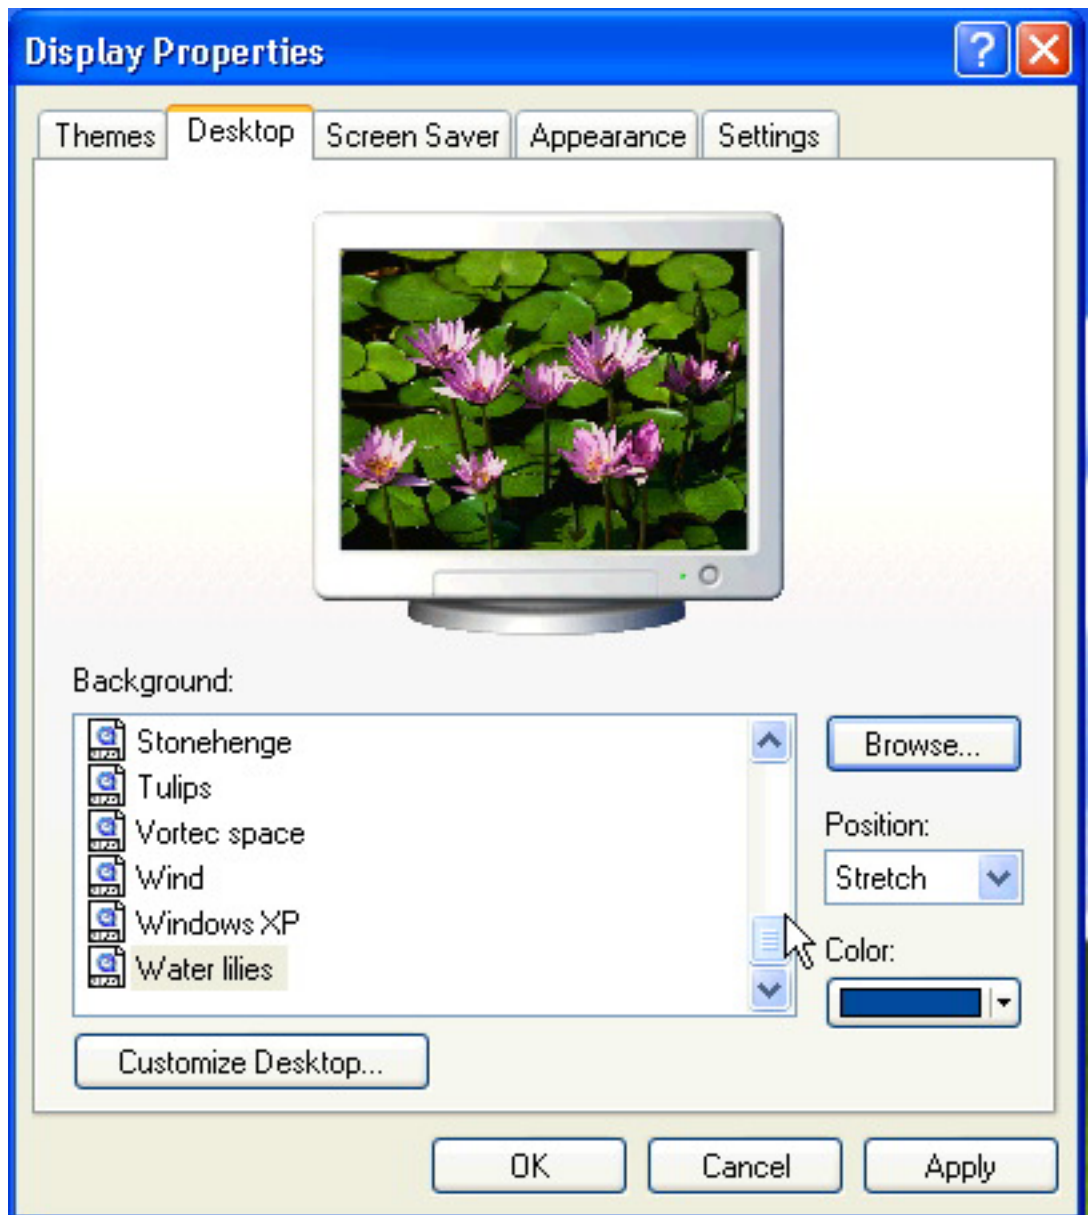 Display Properties
Themes Desktop Screen Saver Appearance Settings
Background:
Stonehenge
Tulips
Vortec space
Wind
Windows XP
Water lilies
Browse...
Position:
Stretch
Color:
Customize Desktop...
OK Cancel Apply